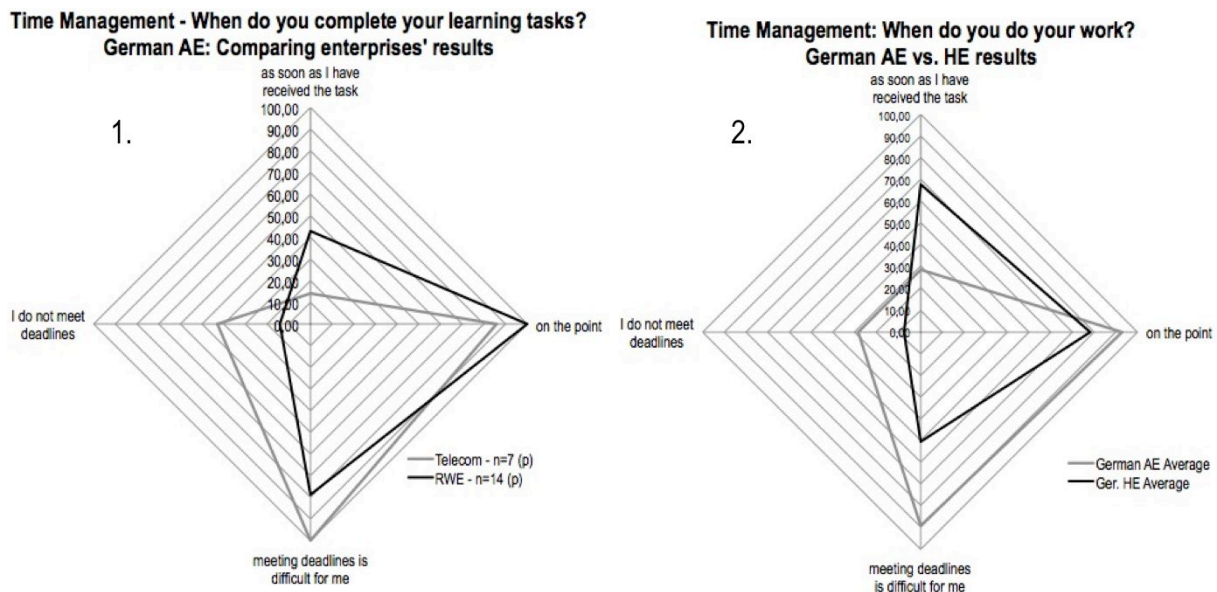 Time Management - When do you complete your learning tasks?
German AE: Comparing enterprises' results
1.
as soon as I have
received the task
100,00
90,00
80,00
70,00
60,00
50,00
40,00
30,00
20,00
10,00
0,00
I do not meet
deadlines
on the point
Telecom - n=7 (p)
RWE - n=14 (p)
meeting deadlines is
difficult for me
Time Management: When do you do your work?
German AE vs. HE results
2.
as soon as I have
received the task
100,00
90,00
80,00
70,00
60,00
50,00
40,00
30,00
20,00
10,00
0,00
I do not meet
deadlines
on the point
German AE Average
Ger. HE Average
meeting deadlines
is difficult for me